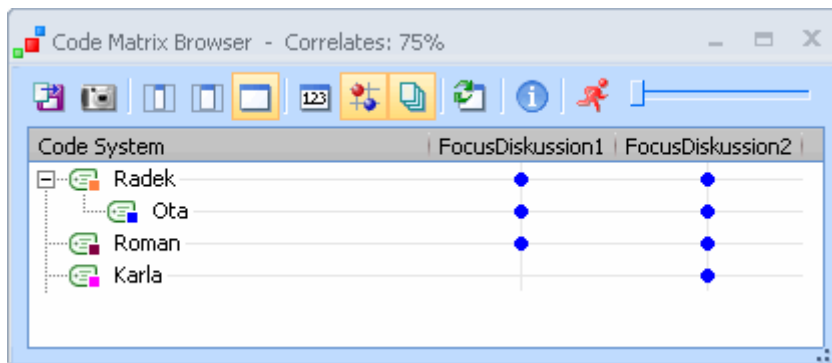 Code Matrix Browser - Correlates: 75%
123
Code System FocusDiskussion1 FocusDiskussion2
Radek
Ota
Roman
Karla